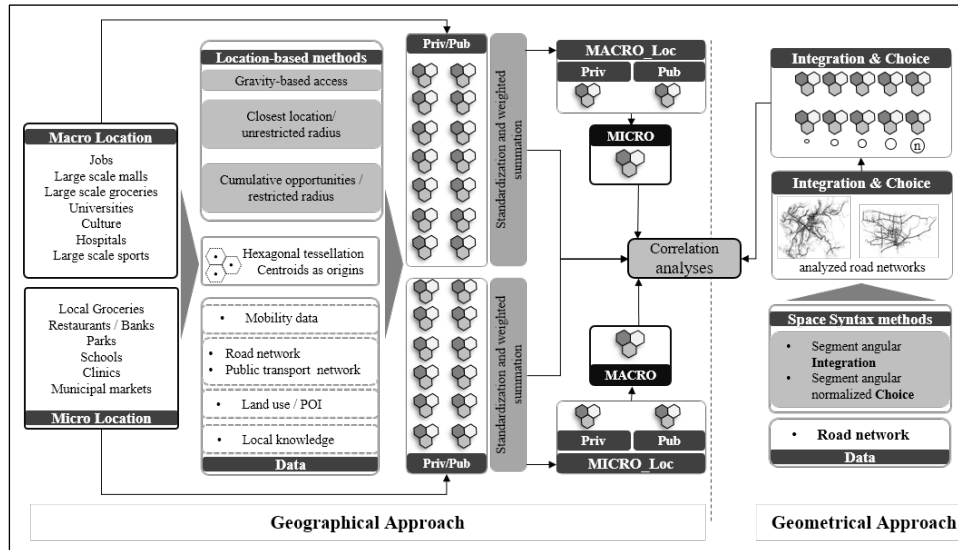 Macro Location
Jobs
Large scale malls
Large scale groceries
Universities
Culture
Hospitals
Large scale sports
Local Groceries
Restaurants / Banks
Parks
Schools
Clinics
Municipal markets
Micro Location
Location-based methods
Gravity-based access
Closest location/
unrestricted radius
Cumulative opportunities /
restricted radius
Hexagonal tessellation
Centroids as origins
• Mobility data
• Road network
• Public transport network
• Land use / POI
• Local knowledge
Data
Priv/Pub
Standardization and weighted
summation
Standardization and weighted
summation
Priv/Pub
MACRO_Loc
Priv Pub
MICRO
Correlation
analyses
MACRO
Priv Pub
MICRO_Loc
Integration & Choice
n
Integration & Choice
analyzed road networks
Space Syntax methods
• Segment angular
Integration
• Segment angular
normalized Choice
• Road network
Data
Geographical Approach
Geometrical Approach